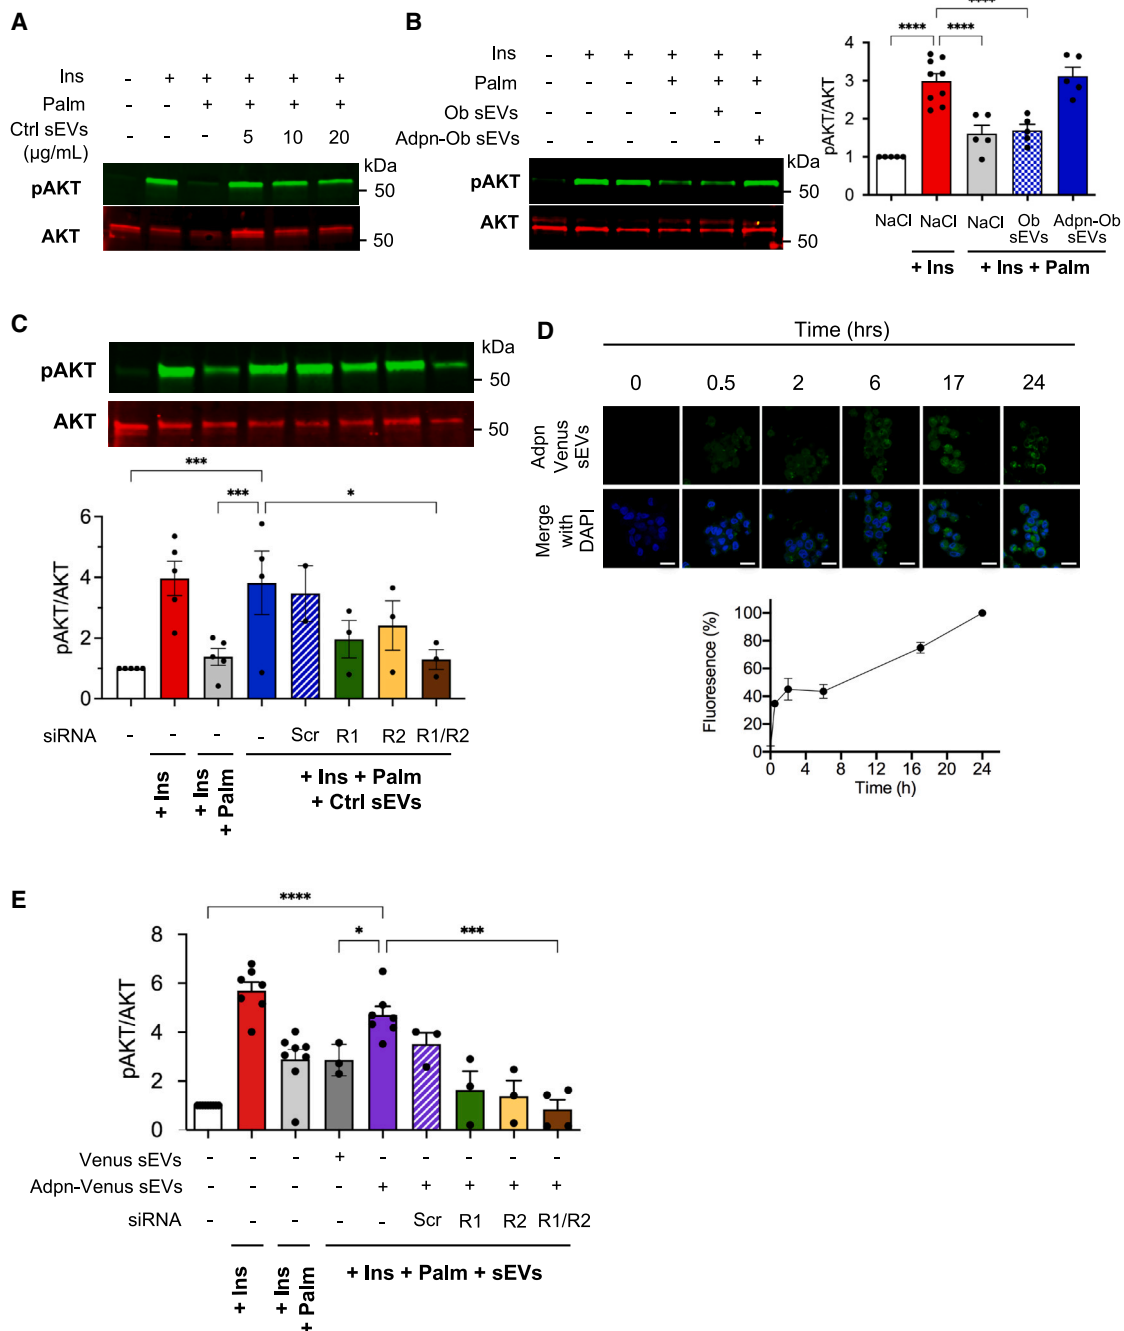 A
Ins - + + + + +
Palm - - + + + +
Ctrl sEVs (µg/mL) - - - 5 10 20
kDa
pAKT
50
AKT
50
B
Ins - + + + + +
Palm - - - + + +
Ob sEVs - - - - + -
Adpn-Ob sEVs - - - - - +
kDa
pAKT
50
AKT
50
**** ****
****
pAKT/AKT
4
3
2
1
0
NaCl NaCl NaCl Ob sEVs Adpn-Ob sEVs
+ Ins + Ins + Palm
C
kDa
pAKT
50
AKT
50
***
***
*
pAKT/AKT
6
4
2
0
siRNA - - - - Scr R1 R2 R1/R2
+ Ins
+ Ins + Palm
+ Ins + Palm
+ Ctrl sEVs
D
Time (hrs)
0 0.5 2 6 17 24
Adpn Venus sEVs
Merge with DAPI
Fluoresence (%)
100
80
60
40
20
0
0 4 8 12 16 20 24
Time (h)
E
****
*
***
pAKT/AKT
8
6
4
2
0
Venus sEVs - - - + - - - - -
Adpn-Venus sEVs - - - - + + + + +
siRNA - - - - - Scr R1 R2 R1/R2
+ Ins
+ Ins + Palm
+ Ins + Palm + sEVs